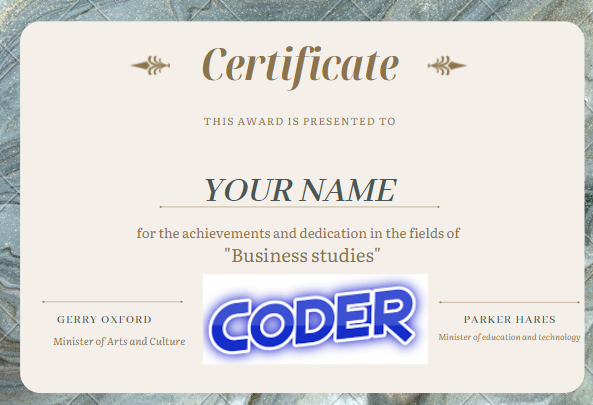 Certificate
THIS AWARD IS PRESENTED TO
YOUR NAME
for the achievements and dedication in the fields of
"Business studies"
CODER
GERRY OXFORD
Minister of Arts and Culture
PARKER HARES
Minister of education and technology